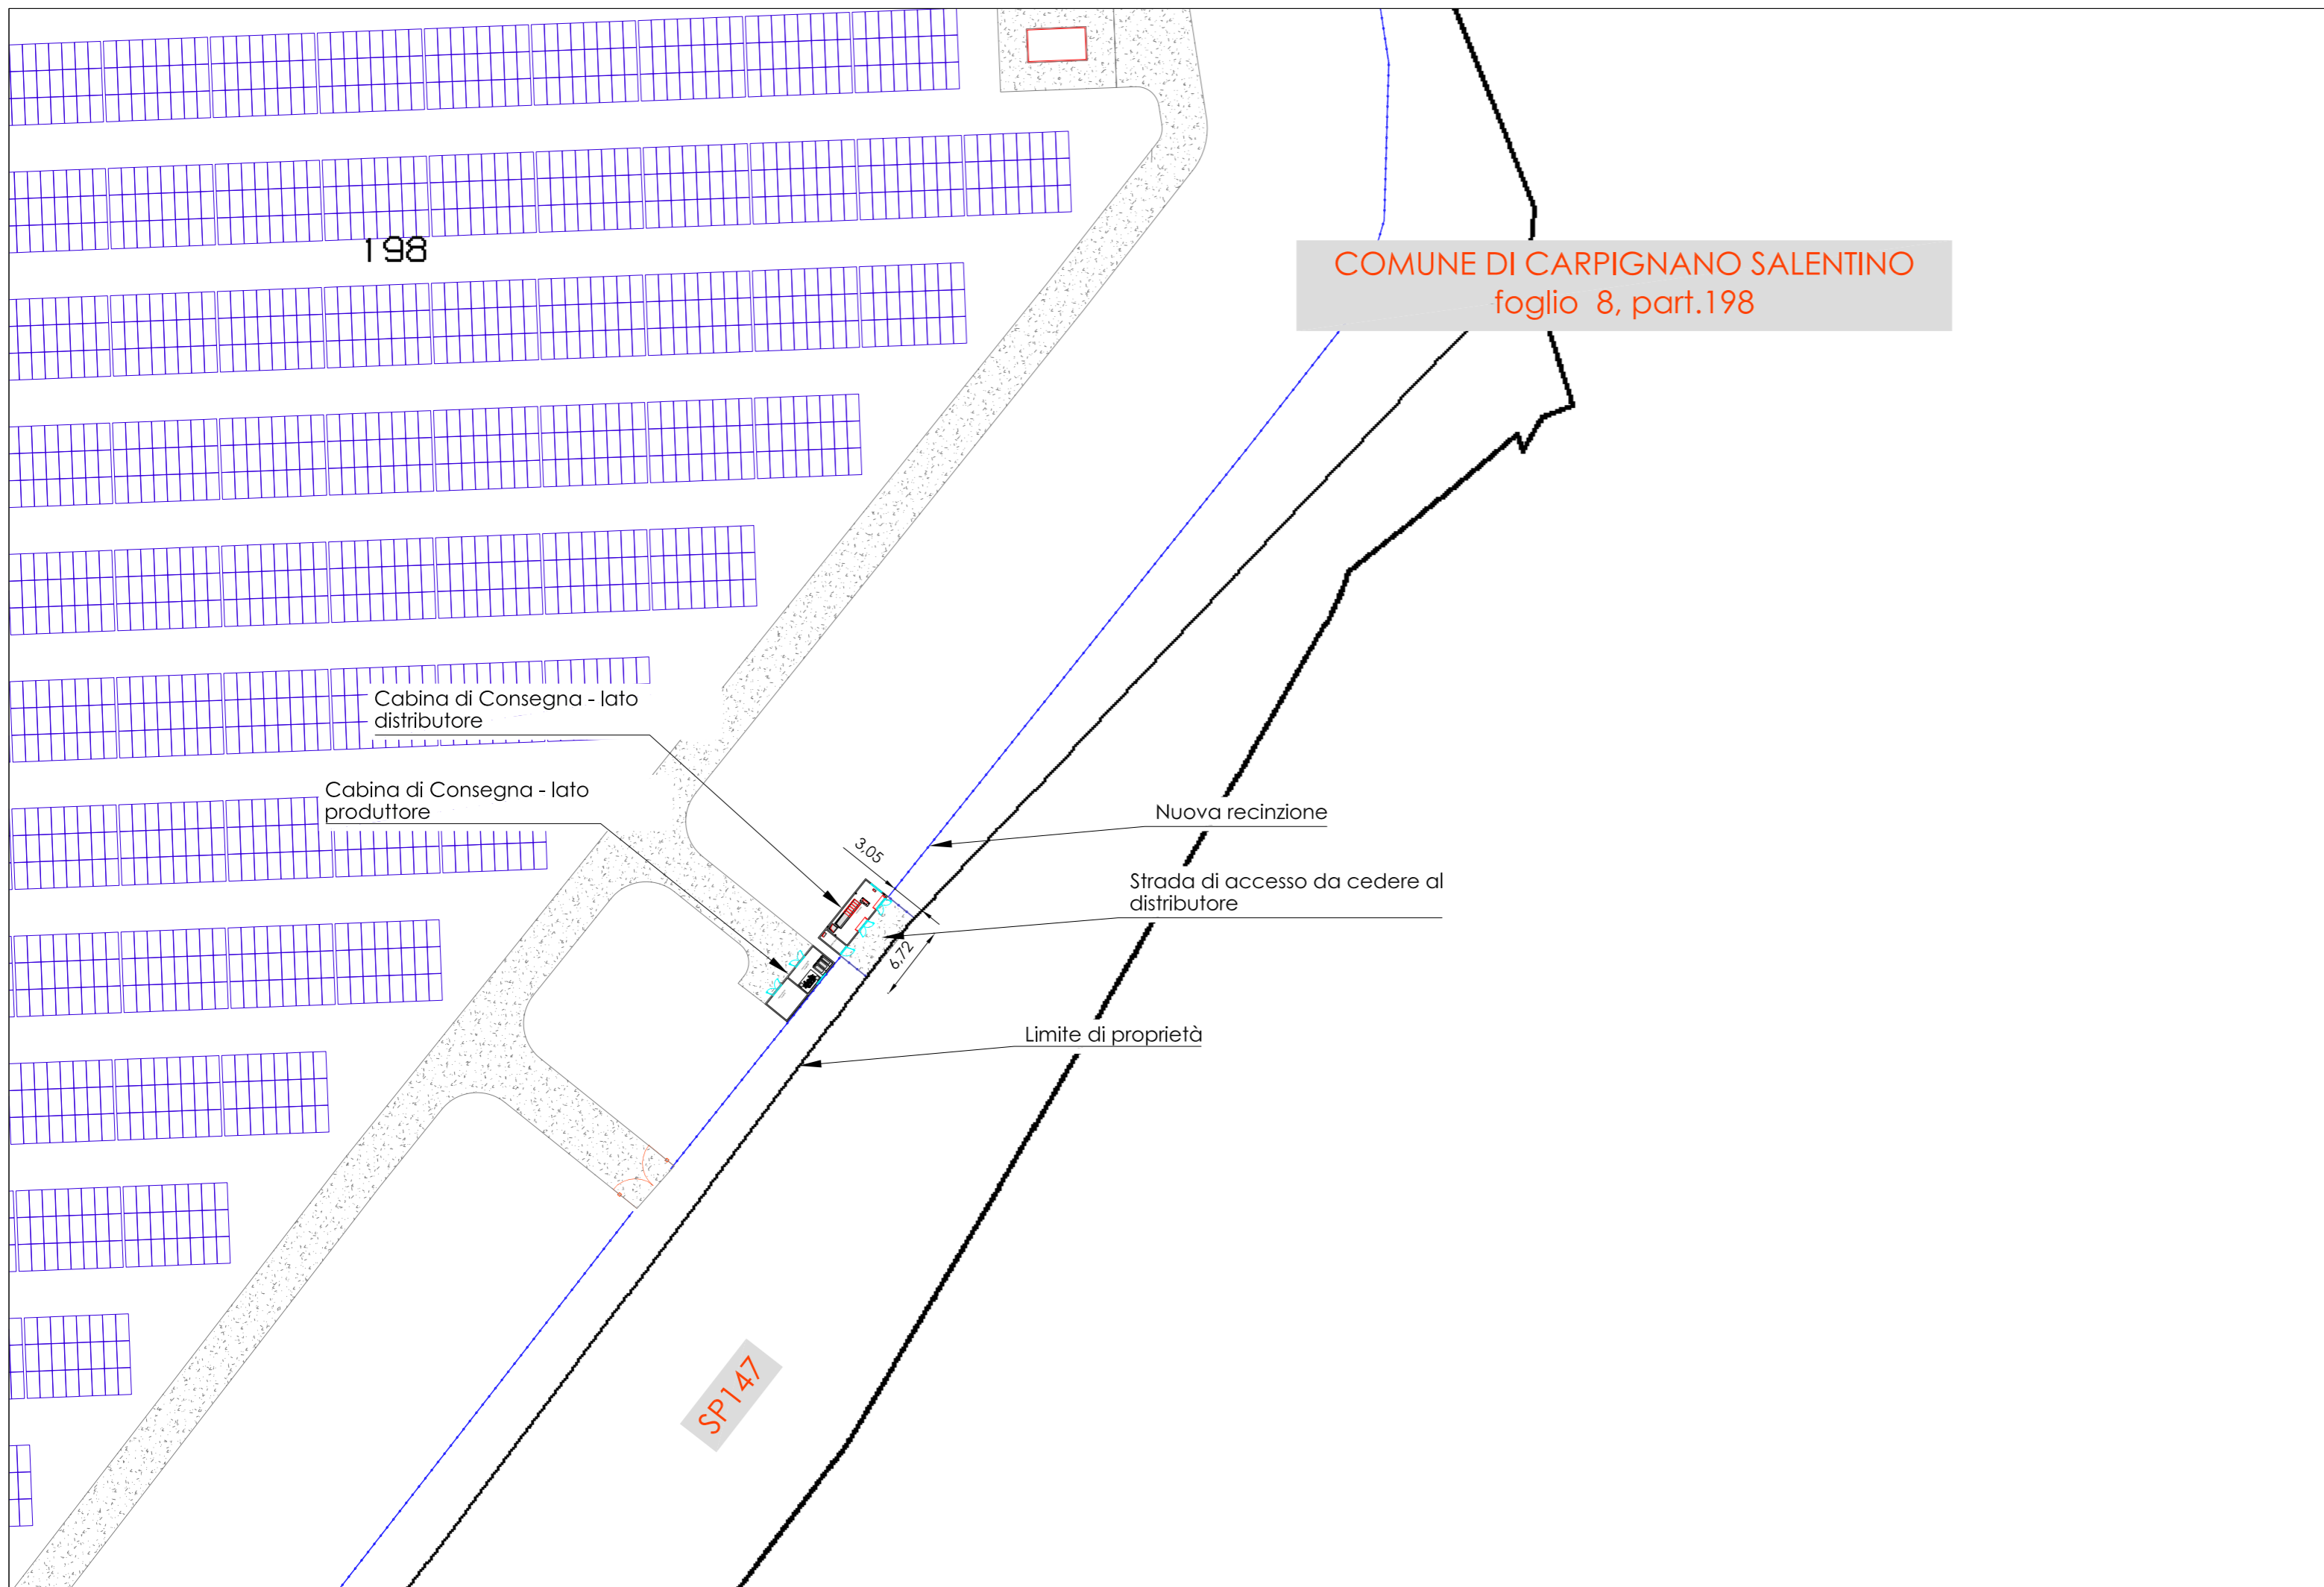 198
COMUNE DI CARPIGNANO SALENTINO
foglio 8, part.198
Cabina di Consegna - lato
distributore
Cabina di Consegna - lato
produttore
Nuova recinzione
3,05
Strada di accesso da cedere al
distributore
6,72
Limite di proprietà
SP147